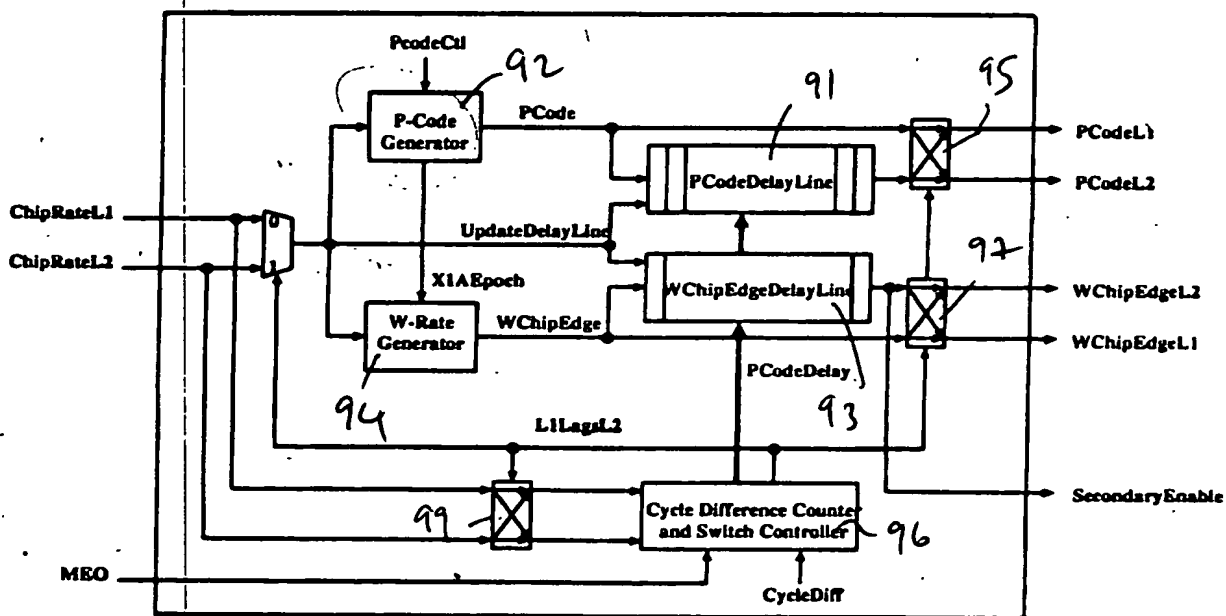 PcodeCtl
92
91
95
P-Code
Generator
PCode
PCodeL1
PCodeDelayLine
PCodeL2
ChipRateL1
0
UpdateDelayLine
ChipRateL2
1
97
X1AEpoch
WChipEdgeDelayLine
WChipEdgeL2
W-Rate
Generator
WChipEdge
WChipEdgeL1
PCodeDelay
94
93
L1LagsL2
99
Cycle Difference Counter
and Switch Controller
96
SecondaryEnable
MEO
CycleDiff